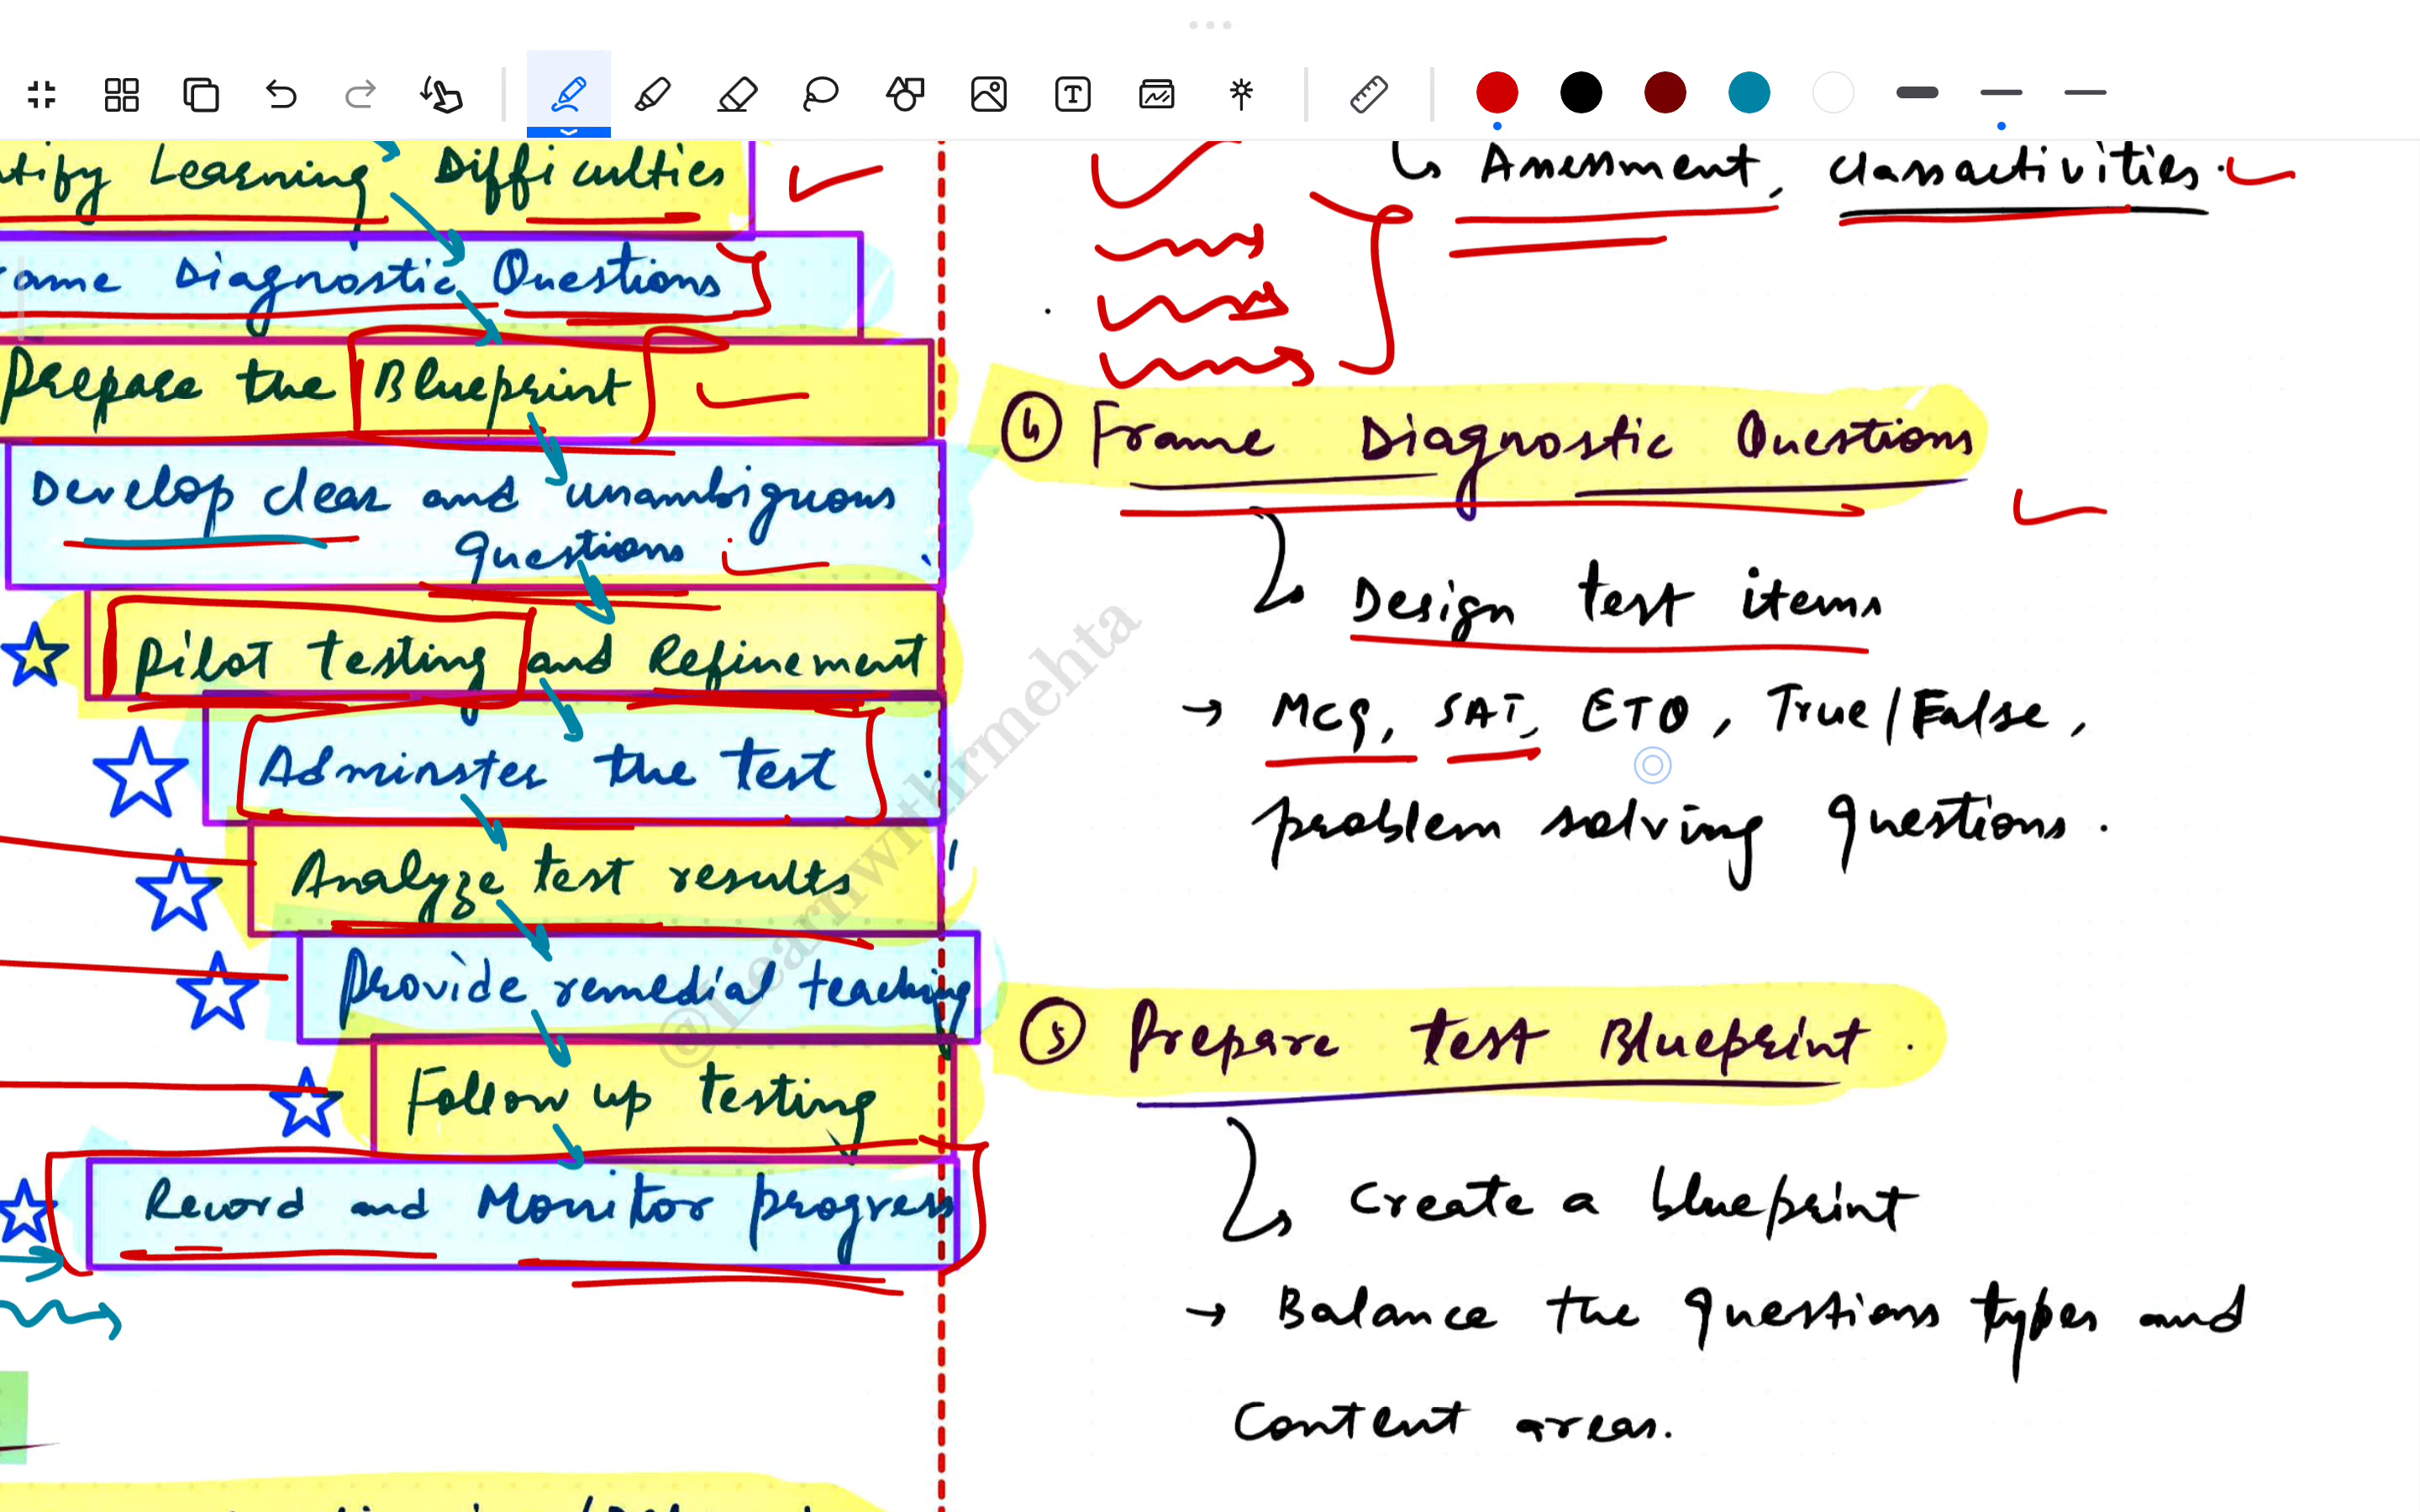 Learning Difficulties
Diagnostic Questions
Prepare the Blueprint
Develop clear and unambiguous
questions
Pilot testing and Refinement
Adminster the test
Analyze test results
Provide remedial teaching
Follow up testing
Record and Monitor progress
Assessment, classactivities.
④ Frame Diagnostic Questions
Design test items
→ MCQ, SAT, ETO, True/False,
problem solving questions.
⑤ Prepare test Blueprint.
Create a blueprint
→ Balance the questions types and
Content areas.
@Learnwithrmehta